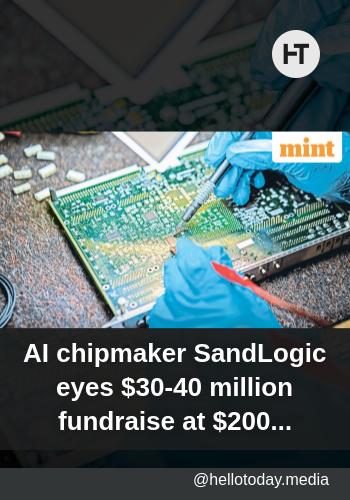 HT
mint
AI chipmaker SandLogic
eyes $30-40 million
fundraise at $200...
@hellotoday.media